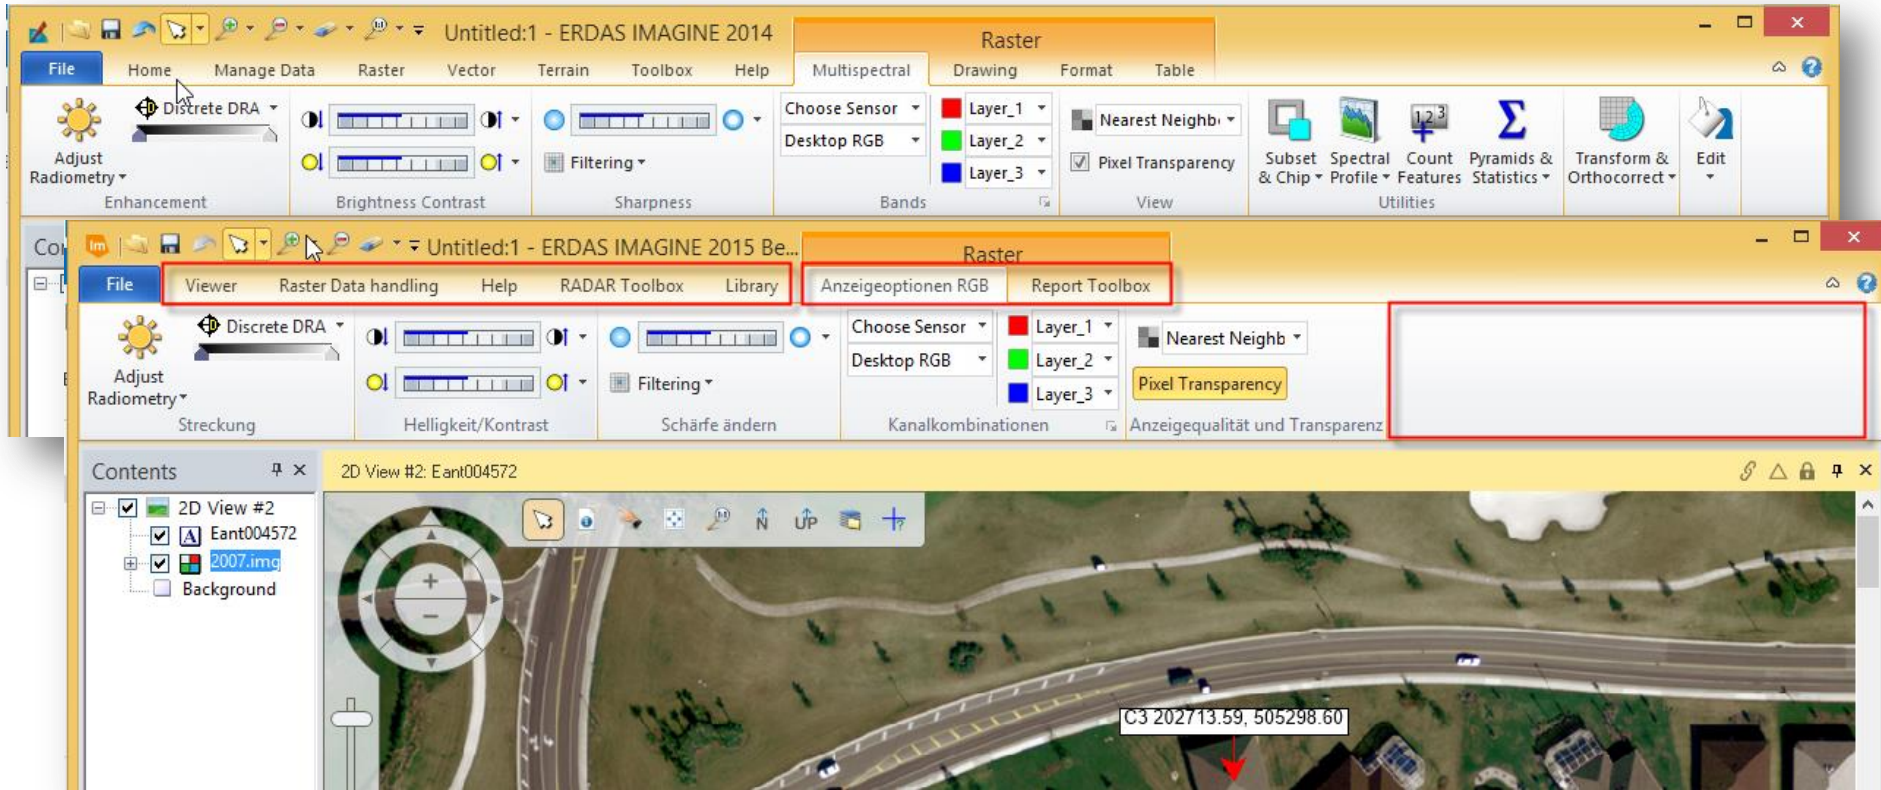 Untitled:1 - ERDAS IMAGINE 2014
Raster
File Home Manage Data Raster Vector Terrain Toolbox Help Multispectral Drawing Format Table
Discrete DRA
Adjust
Radiometry
Enhancement
Brightness Contrast
Filtering
Sharpness
Choose Sensor
Desktop RGB
Layer_1
Layer_2
Layer_3
Bands
Nearest Neighb
Pixel Transparency
View
Subset
& Chip
Spectral
Profile
Count
Features
Pyramids &
Statistics
Utilities
Transform &
Orthocorrect
Edit
Untitled:1 - ERDAS IMAGINE 2015 Be...
Raster
File Viewer Raster Data handling Help RADAR Toolbox Library Anzeigeoptionen RGB Report Toolbox
Discrete DRA
Adjust
Radiometry
Streckung
Helligkeit/Kontrast
Filtering
Schärfe ändern
Choose Sensor
Desktop RGB
Layer_1
Layer_2
Layer_3
Kanalkombinationen
Nearest Neighb
Pixel Transparency
Anzeigequalität und Transparenz
Contents
2D View #2
Eant004572
2007.img
Background
2D View #2: Eant004572
N
UP
C3 202713.59, 505298.60